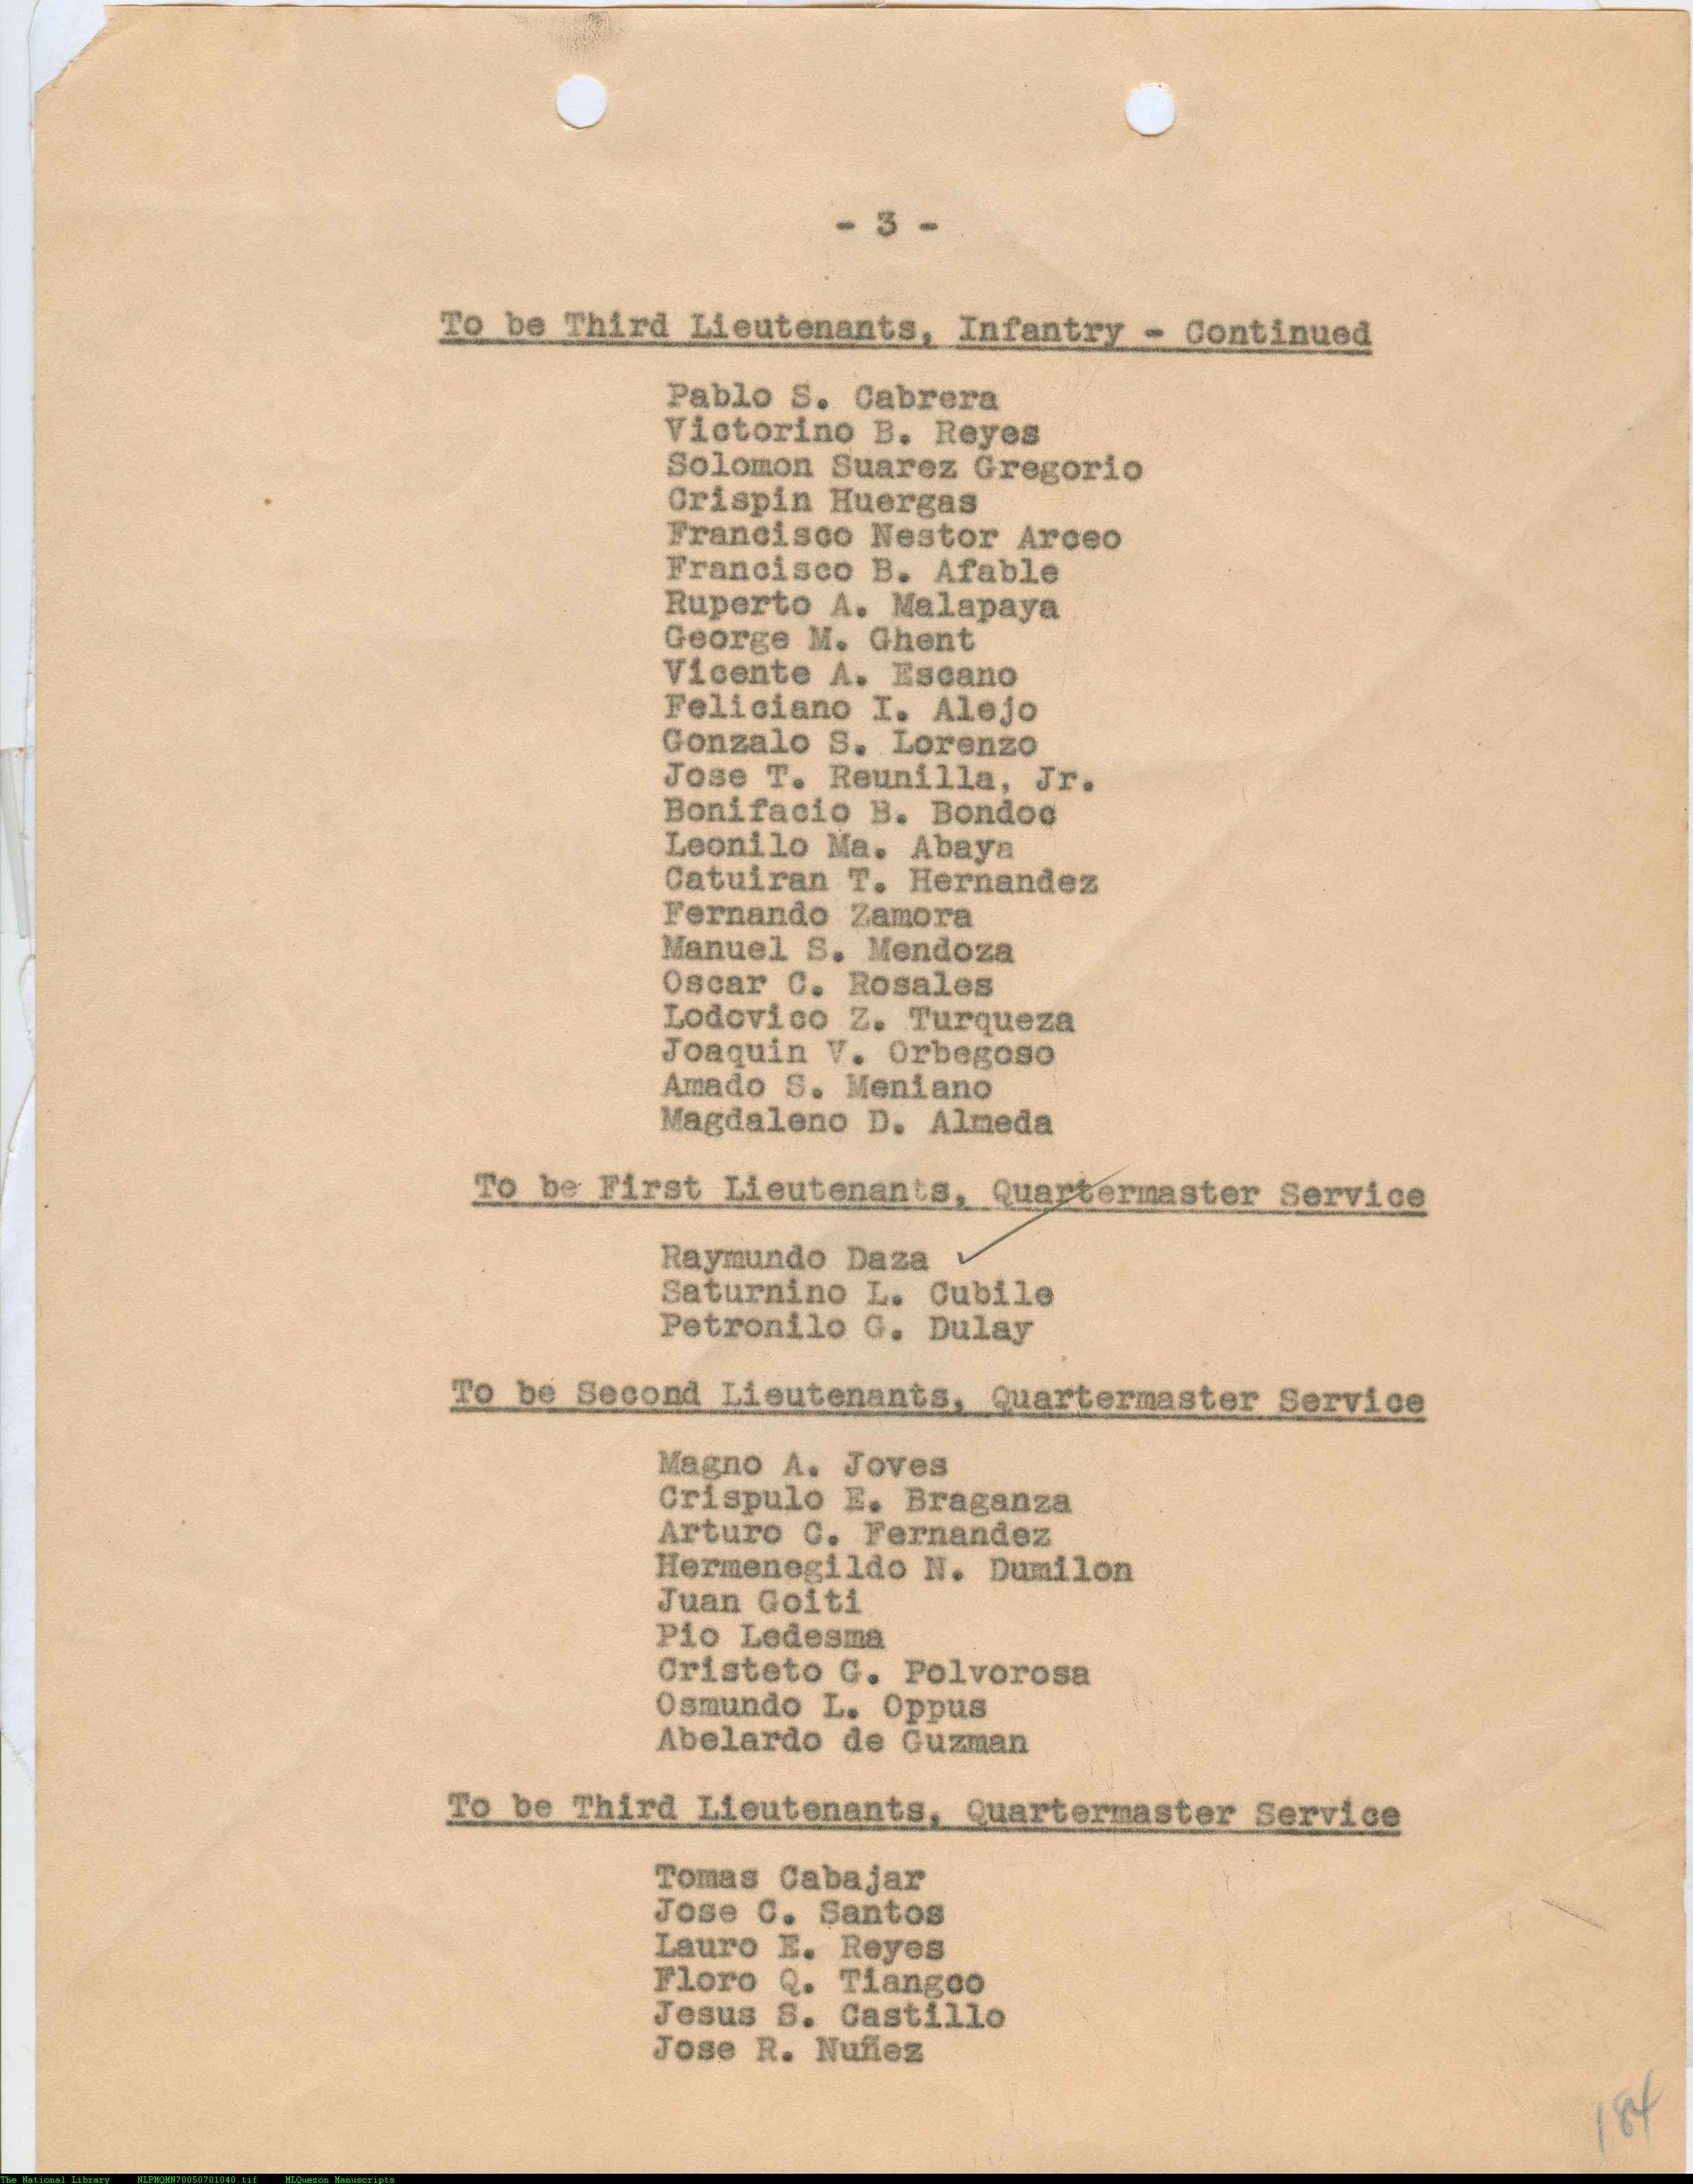 - 3 -
To be Third Lieutenants, Infantry - Continued
Pablo S. Cabrera
Victorino B. Reyes
Solomon Suarez Gregorio
Crispin Huergas
Francisco Nestor Arceo
Francisco B. Afable
Ruperto A. Malapaya
George M. Ghent
Vicente A. Escano
Feliciano I. Alejo
Gonzalo S. Lorenzo
Jose T. Reunilla, Jr.
Bonifacio B. Bondoc
Leonilo Ma. Abaya
Catuiran T. Hernandez
Fernando Zamora
Manuel S. Mendoza
Oscar C. Rosales
Lodovico Z. Turqueza
Joaquin V. Orbegoso
Amado S. Meniano
Magdaleno D. Almeda
To be First Lieutenants, Quartermaster Service
Raymundo Daza ✓
Saturnino L. Cubile
Petronilo G. Dulay
To be Second Lieutenants, Quartermaster Service
Magno A. Joves
Crispulo E. Braganza
Arturo C. Fernandez
Hermenegildo N. Dumilon
Juan Goiti
Pio Ledesma
Cristeto G. Polvorosa
Osmundo L. Oppus
Abelardo de Guzman
To be Third Lieutenants, Quartermaster Service
Tomas Cabajar
Jose C. Santos
Lauro E. Reyes
Floro Q. Tiangco
Jesus S. Castillo
Jose R. Nuñez
184
The National Library NLPMQMN70050701040.tif MLQuezon Manuscripts